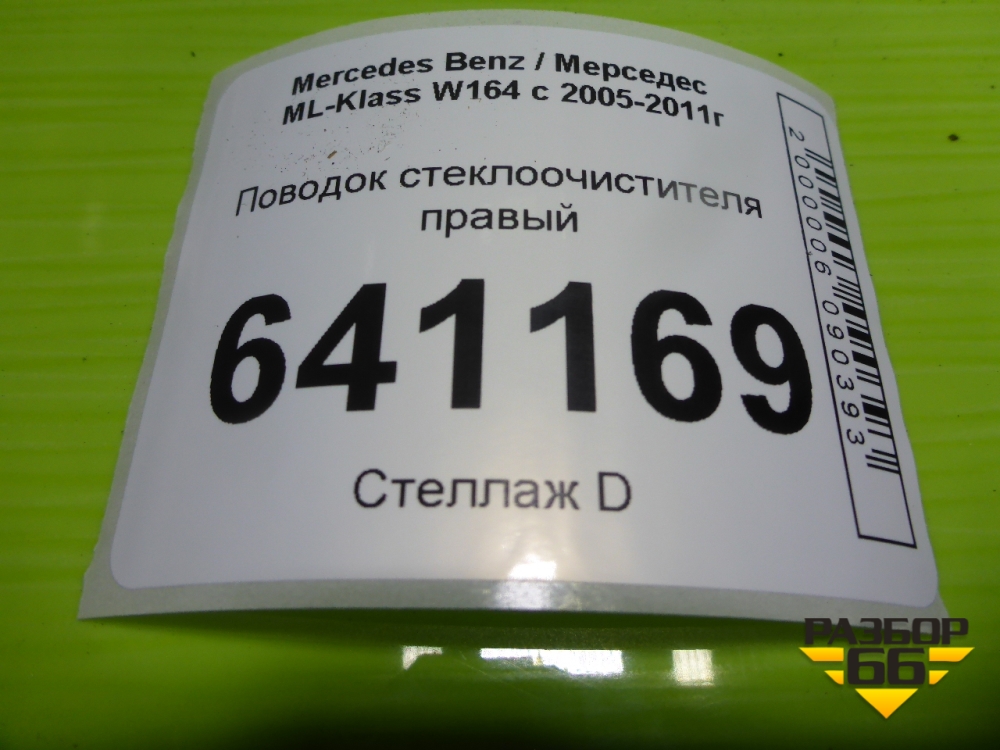 Mercedes Benz / Мерседес
ML-Klass W164 с 2005-2011г
Поводок стеклоочистителя
правый
641169
Стеллаж D
2000006090393
РАЗБОР
66